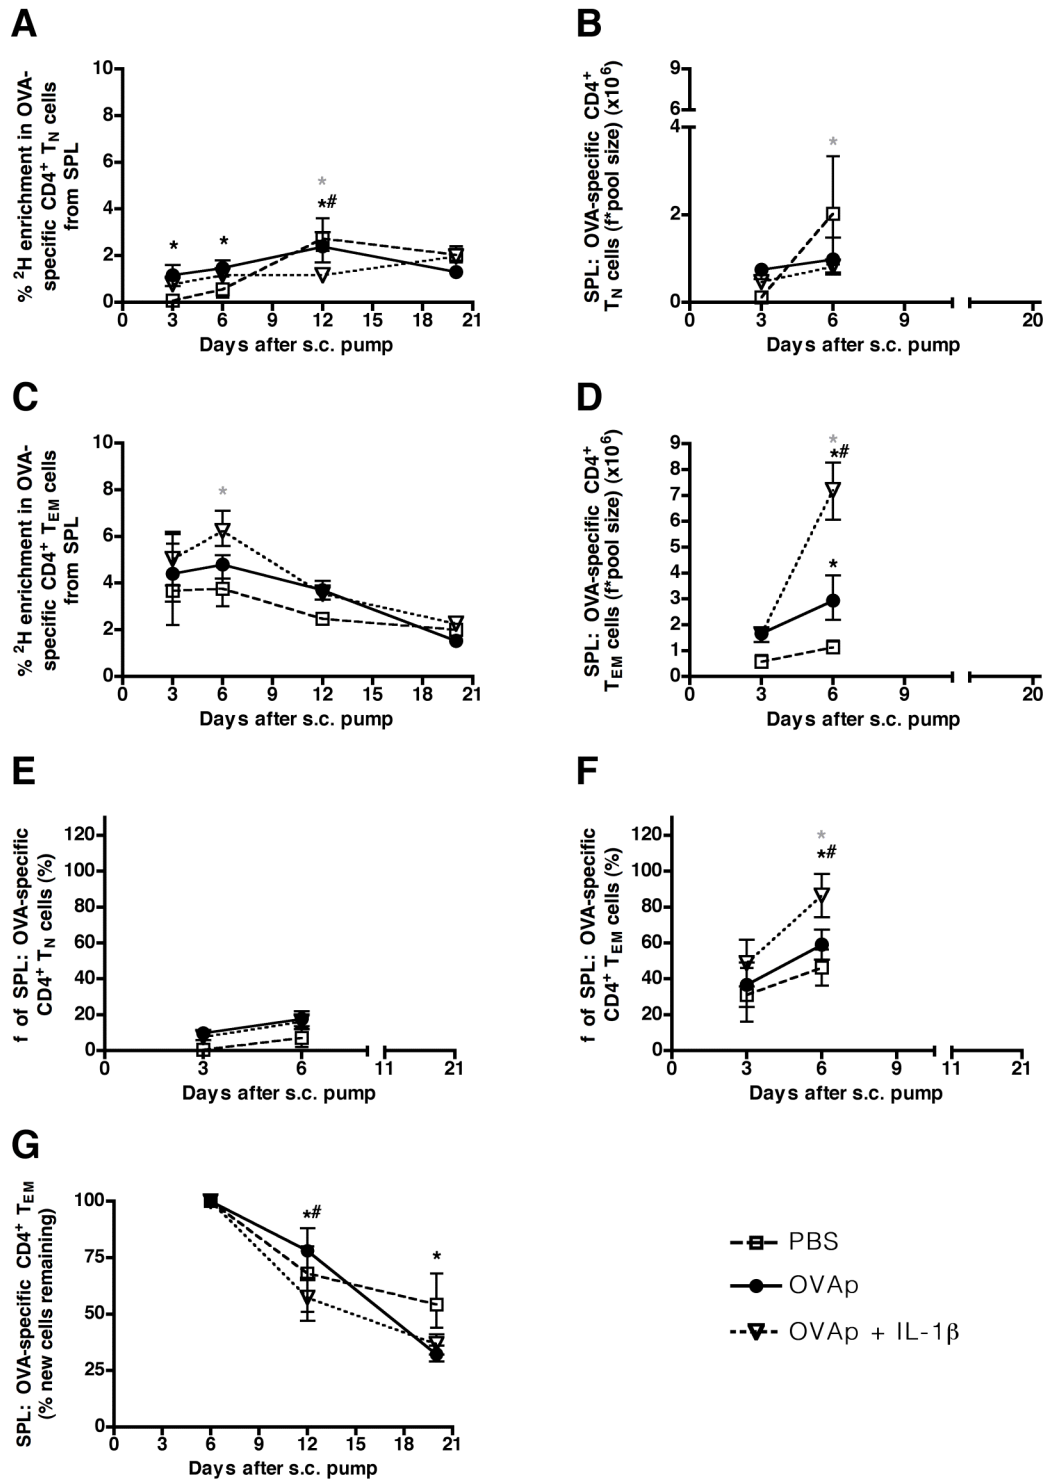 A
% ²H enrichment in OVA-
specific CD4⁺ T_N cells
from SPL
10
8
6
4
2
0
*
*
*
*#
0 3 6 9 12 15 18 21
Days after s.c. pump
B
SPL: OVA-specific CD4⁺
T_N cells (f*pool size) (x10⁶)
9
6
4
2
0
*
0 3 6 9 20
Days after s.c. pump
C
% ²H enrichment in OVA-
specific CD4⁺ T_EM cells
from SPL
10
8
6
4
2
0
*
0 3 6 9 12 15 18 21
Days after s.c. pump
D
SPL: OVA-specific CD4⁺
T_EM cells (f*pool size) (x10⁶)
9
8
7
6
5
4
3
2
1
0
*
*#
*
0 3 6 9 20
Days after s.c. pump
E
f of SPL: OVA-specific
CD4⁺ T_N cells (%)
120
100
80
60
40
20
0
0 3 6 11 21
Days after s.c. pump
F
f of SPL: OVA-specific
CD4⁺ T_EM cells (%)
120
100
80
60
40
20
0
*
*#
0 3 6 9 11 21
Days after s.c. pump
G
SPL: OVA-specific CD4⁺ T_EM
(% new cells remaining)
100
75
50
25
0
*#
*
0 3 6 9 12 15 18 21
Days after s.c. pump
PBS
OVAp
OVAp + IL-1β